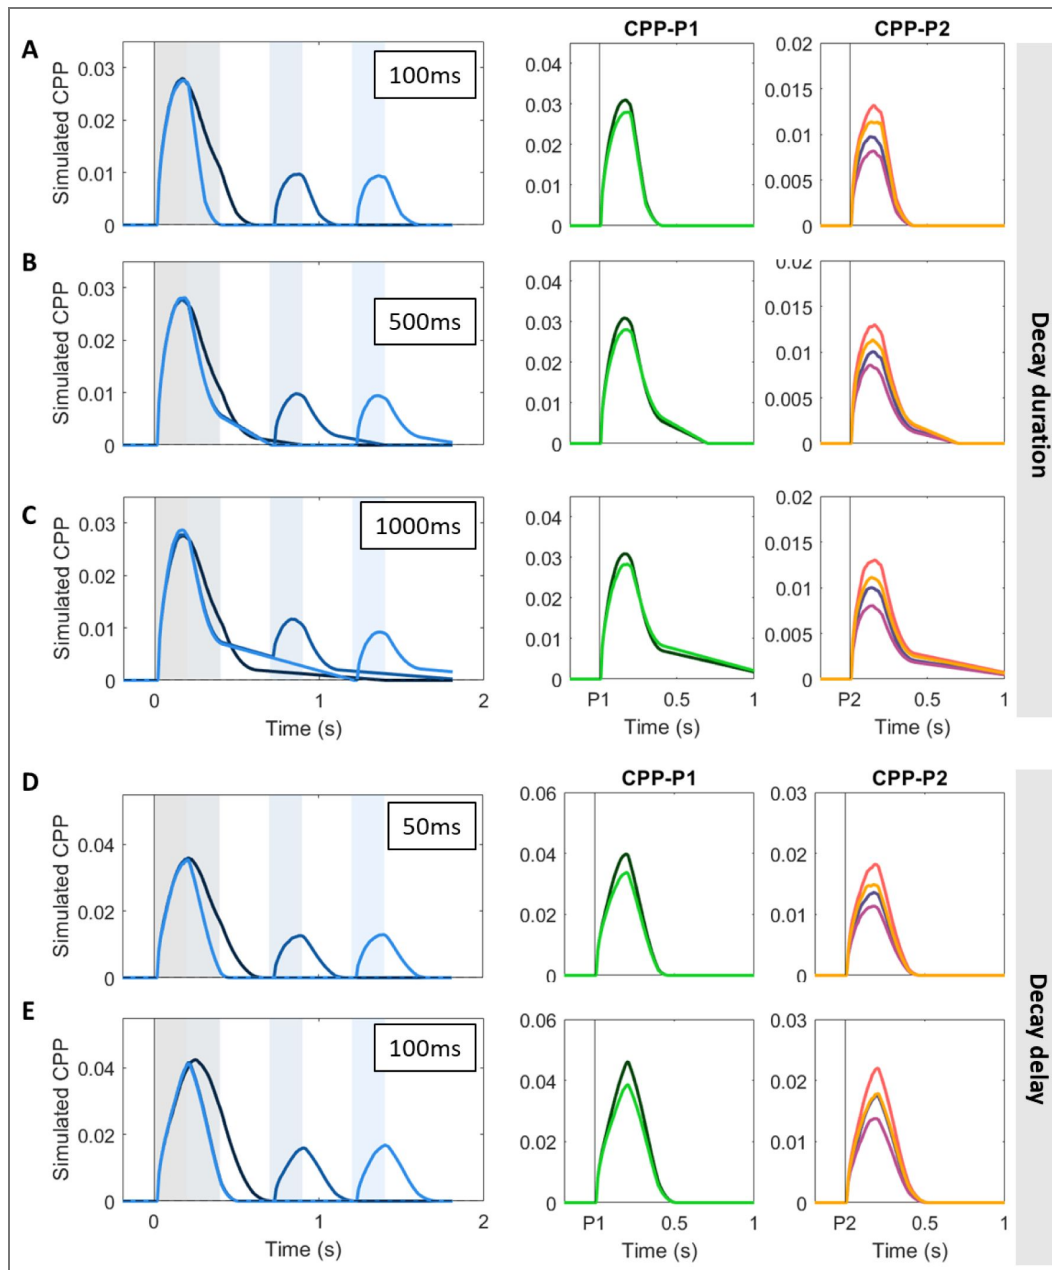 CPP-P1
CPP-P2
A
Simulated CPP
0.03
0.02
0.01
0
100ms
0.04
0.03
0.02
0.01
0
0.02
0.015
0.01
0.005
0
B
Simulated CPP
0.03
0.02
0.01
0
500ms
0.04
0.03
0.02
0.01
0
0.02
0.015
0.01
0.005
0
Decay duration
C
Simulated CPP
0.03
0.02
0.01
0
1000ms
0 1 2
Time (s)
0.04
0.03
0.02
0.01
0
P1 0.5 1
Time (s)
0.02
0.015
0.01
0.005
0
P2 0.5 1
Time (s)
CPP-P1
CPP-P2
D
Simulated CPP
0.04
0.02
0
50ms
0.06
0.04
0.02
0
0.03
0.02
0.01
0
E
Simulated CPP
0.04
0.02
0
100ms
0 1 2
Time (s)
0.06
0.04
0.02
0
P1 0.5 1
Time (s)
0.03
0.02
0.01
0
P2 0.5 1
Time (s)
Decay delay